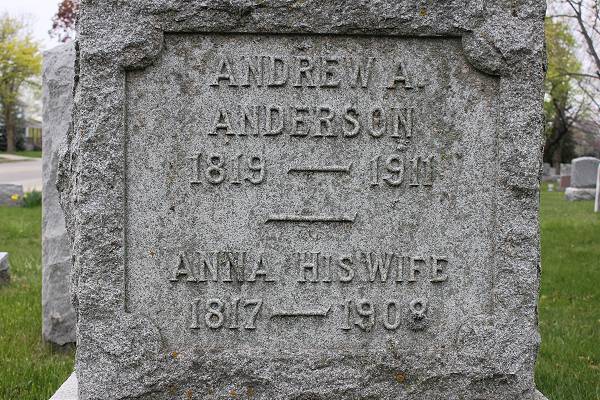 ANDREW A.
ANDERSON
1819 — 1911
ANNA HIS WIFE
1817 — 1908